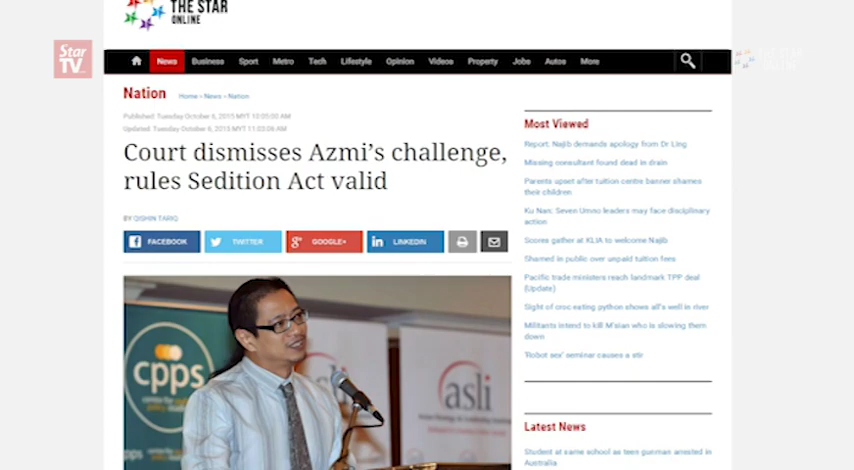 THE STAR
ONLINE
Star
TV
THE STAR
ONLINE
News Business Sport Metro Tech Lifestyle Opinion Videos Property Jobs Autos More
Nation Home > News > Nation
Published: Tuesday October 6, 2015 MYT 10:05:00 AM
Updated: Tuesday October 6, 2015 MYT 11:03:06 AM
Court dismisses Azmi's challenge,
rules Sedition Act valid
BY QISHIN TARIQ
FACEBOOK TWITTER GOOGLE+ LINKEDIN
cpps
asli
Most Viewed
Report: Najib demands apology from Dr Ling
Missing consultant found dead in drain
Parents upset after tuition centre banner shames
their children
Ku Nan: Seven Umno leaders may face disciplinary
action
Scores gather at KLIA to welcome Najib
Shamed in public over unpaid tuition fees
Pacific trade ministers reach landmark TPP deal
(Update)
Sight of croc eating python shows all's well in river
Militants intend to kill M'sian who is slowing them
down
'Robot sex' seminar causes a stir
Latest News
Student at same school as teen gunman arrested in
Australia